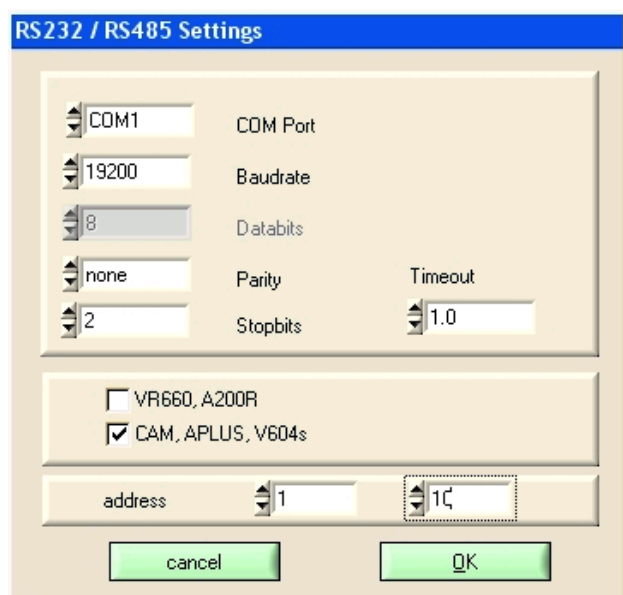 RS232 / RS485 Settings
COM1 COM Port
19200 Baudrate
8 Databits
none Parity Timeout
2 Stopbits 1.0
VR660, A200R
CAM, APLUS, V604s
address 1
cancel OK